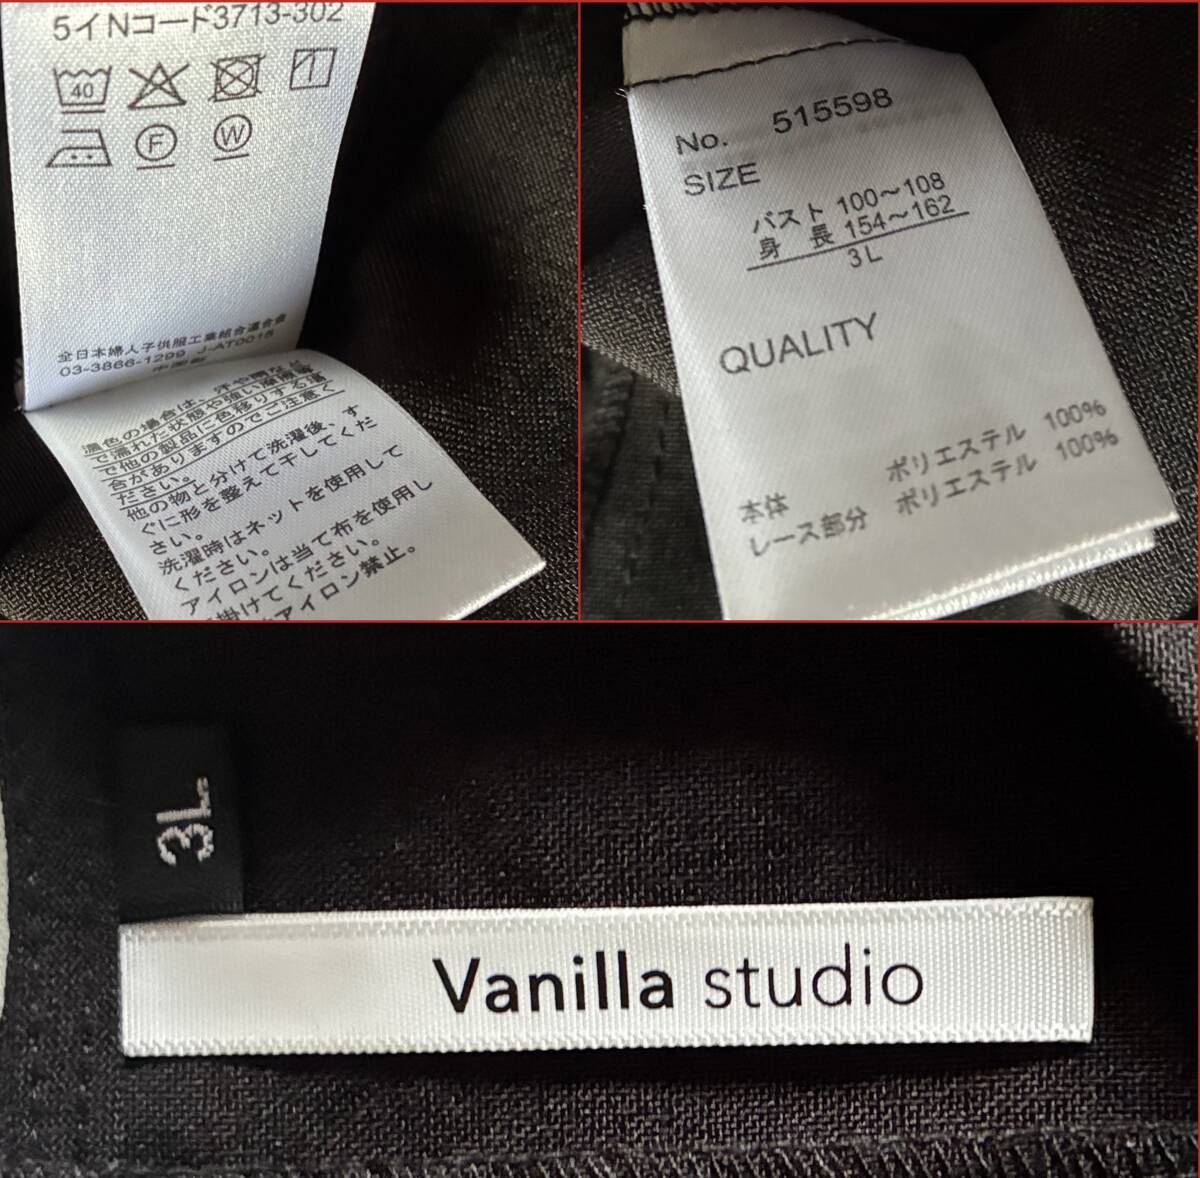 5イNコード3713-302
40
F
W
全日本婦人子供服工業組合連合会
03-3866-1299 J-AT0015
中国製
濃色の場合は、汗や雨など
で濡れた状態や強い摩擦等
で他の製品に色移りする場
合がありますのでご注意く
ださい。
他の物と分けて洗濯後、す
ぐに形を整えて干してくだ
さい。
洗濯時はネットを使用して
ください。
アイロンは当て布を使用し
掛けてください。
アイロン禁止。
No. 515598
SIZE
バスト 100～108
身長 154～162
3L
QUALITY
本体 ポリエステル 100%
レース部分 ポリエステル 100%
3L
Vanilla studio